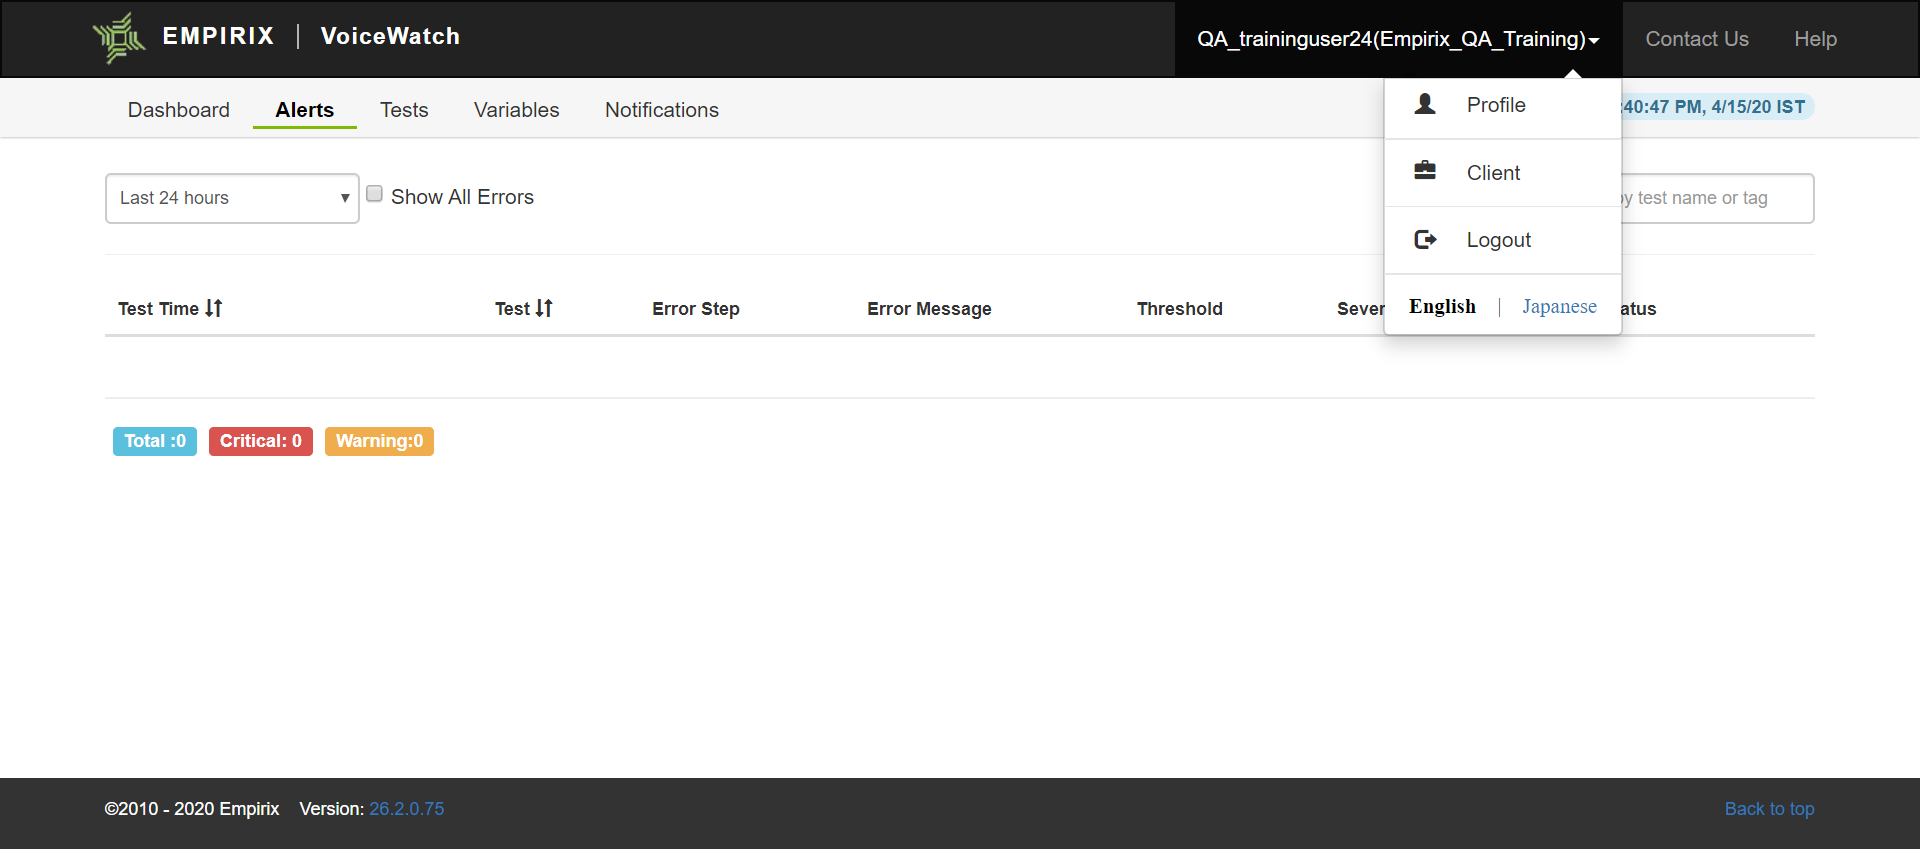 EMPIRIX | VoiceWatch
QA_traininguser24(Empirix_QA_Training)
Contact Us
Help
Dashboard
Alerts
Tests
Variables
Notifications
:40:47 PM, 4/15/20 IST
Profile
Client
Logout
English | Japanese
Last 24 hours
Show All Errors
by test name or tag
Test Time
Test
Error Step
Error Message
Threshold
Sever
atus
Total :0
Critical: 0
Warning:0
©2010 - 2020 Empirix
Version: 26.2.0.75
Back to top